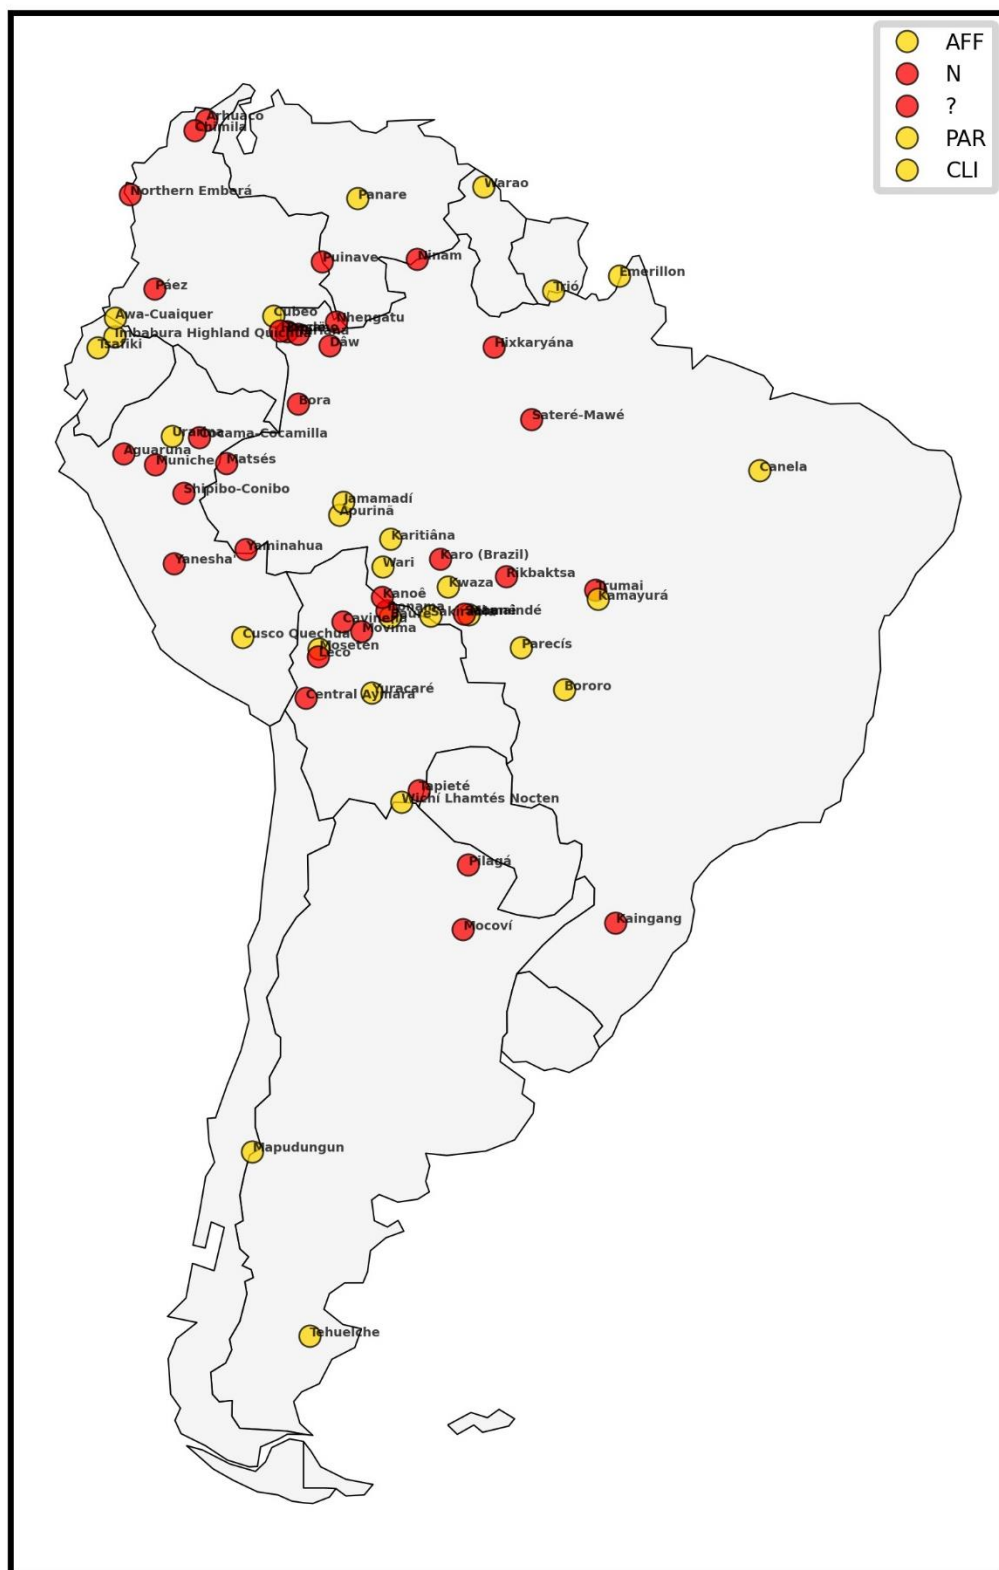 AFF
N
?
PAR
CLI
Arhuaco
Chimila
Warao
Northern Emberá
Panare
Puinave
Ninam
Emerillon
Páez
Trió
Awa-Cuaiquer
Cubeo
Nhengatu
Imbabura Highland Quichua
Tsafiki
Dâw
Hixkaryána
Bora
Sateré-Mawé
Urarina
Cocama-Cocamilla
Aguaruna
Municche
Matsés
Canela
Shipibo-Conibo
Jamamadí
Apurinã
Karitiâna
Yaminahua
Karo (Brazil)
Yanesha'
Wari
Rikbaktsa
Kwaza
Trumai
Kanoê
Kamayurá
Itonama
Baure
Cavineña
Movima
Cusco Quechua
Mosetén
Leco
Parecís
Central Aymara
Yuracaré
Bororo
Tapieté
Wichí Lhamtés Nocten
Pilagá
Kaingang
Mocoví
Mapudungun
Tehuelche